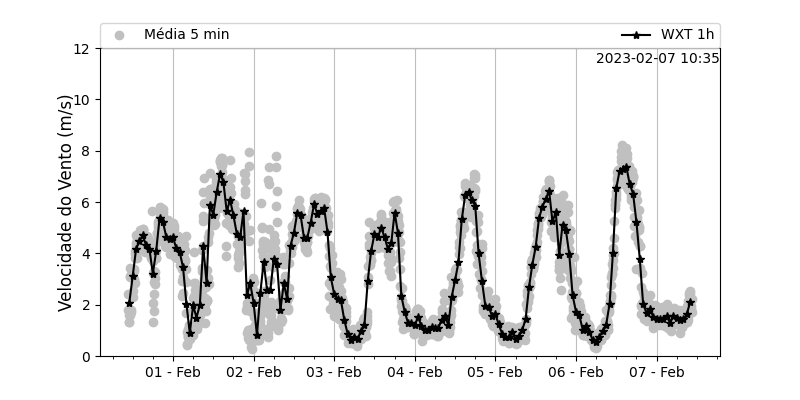 Média 5 min
WXT 1h
2023-02-07 10:35
Velocidade do Vento (m/s)
12
10
8
6
4
2
0
01 - Feb
02 - Feb
03 - Feb
04 - Feb
05 - Feb
06 - Feb
07 - Feb